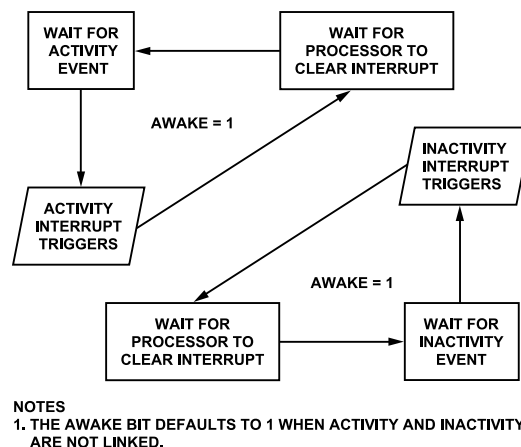 WAIT FOR
ACTIVITY
EVENT
WAIT FOR
PROCESSOR TO
CLEAR INTERRUPT
AWAKE = 1
ACTIVITY
INTERRUPT
TRIGGERS
INACTIVITY
INTERRUPT
TRIGGERS
AWAKE = 1
WAIT FOR
PROCESSOR TO
CLEAR INTERRUPT
WAIT FOR
INACTIVITY
EVENT
NOTES
1. THE AWAKE BIT DEFAULTS TO 1 WHEN ACTIVITY AND INACTIVITY
ARE NOT LINKED.